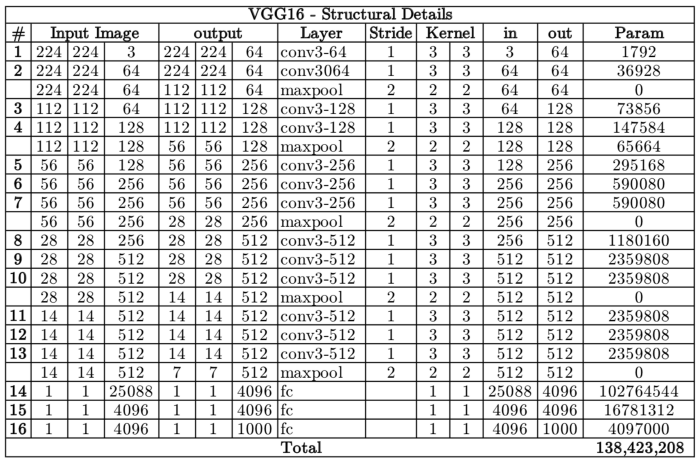 VGG16 - Structural Details
# Input Image output Layer Stride Kernel in out Param
1 224 224 3 224 224 64 conv3-64 1 3 3 3 64 1792
2 224 224 64 224 224 64 conv3064 1 3 3 64 64 36928
224 224 64 112 112 64 maxpool 2 2 2 64 64 0
3 112 112 64 112 112 128 conv3-128 1 3 3 64 128 73856
4 112 112 128 112 112 128 conv3-128 1 3 3 128 128 147584
112 112 128 56 56 128 maxpool 2 2 2 128 128 65664
5 56 56 128 56 56 256 conv3-256 1 3 3 128 256 295168
6 56 56 256 56 56 256 conv3-256 1 3 3 256 256 590080
7 56 56 256 56 56 256 conv3-256 1 3 3 256 256 590080
56 56 256 28 28 256 maxpool 2 2 2 256 256 0
8 28 28 256 28 28 512 conv3-512 1 3 3 256 512 1180160
9 28 28 512 28 28 512 conv3-512 1 3 3 512 512 2359808
10 28 28 512 28 28 512 conv3-512 1 3 3 512 512 2359808
28 28 512 14 14 512 maxpool 2 2 2 512 512 0
11 14 14 512 14 14 512 conv3-512 1 3 3 512 512 2359808
12 14 14 512 14 14 512 conv3-512 1 3 3 512 512 2359808
13 14 14 512 14 14 512 conv3-512 1 3 3 512 512 2359808
14 14 512 7 7 512 maxpool 2 2 2 512 512 0
14 1 1 25088 1 1 4096 fc 1 1 25088 4096 102764544
15 1 1 4096 1 1 4096 fc 1 1 4096 4096 16781312
16 1 1 4096 1 1 1000 fc 1 1 4096 1000 4097000
Total 138,423,208